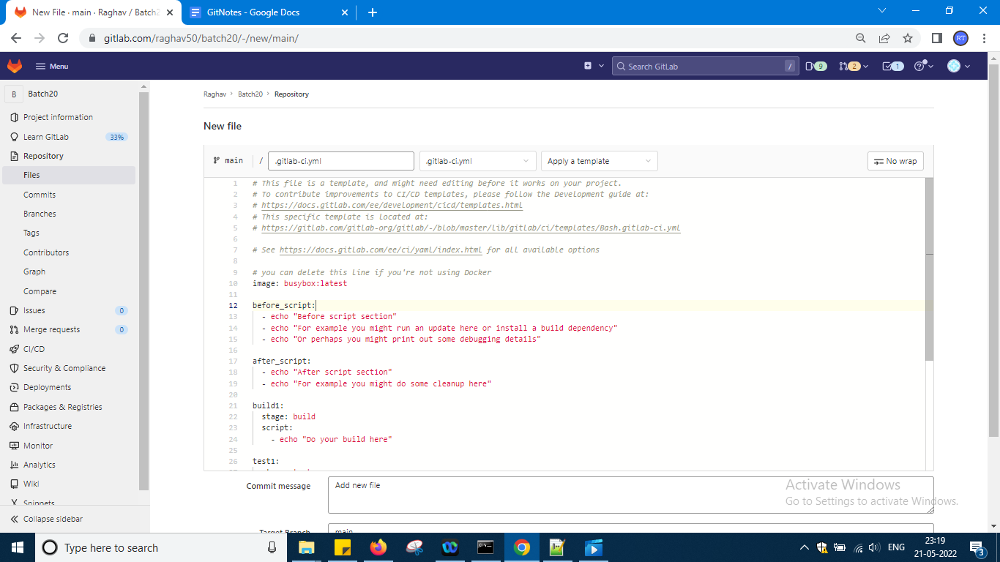 New File · main · Raghav / Batch2
GitNotes - Google Docs
gitlab.com/raghav50/batch20/-/new/main/
RT
Menu
Search GitLab
/
9
2
1
B
Batch20
Project information
Learn GitLab
33%
Repository
Files
Commits
Branches
Tags
Contributors
Graph
Compare
Issues
0
Merge requests
0
CI/CD
Security & Compliance
Deployments
Packages & Registries
Infrastructure
Monitor
Analytics
Wiki
Snippets
Collapse sidebar
Raghav > Batch20 > Repository
New file
main / .gitlab-ci.yml .gitlab-ci.yml Apply a template No wrap
1 # This file is a template, and might need editing before it works on your project.
2 # To contribute improvements to CI/CD templates, please follow the Development guide at:
3 # https://docs.gitlab.com/ee/development/cicd/templates.html
4 # This specific template is located at:
5 # https://gitlab.com/gitlab-org/gitlab/-/blob/master/lib/gitlab/ci/templates/Bash.gitlab-ci.yml
6
7 # See https://docs.gitlab.com/ee/ci/yaml/index.html for all available options
8
9 # you can delete this line if you're not using Docker
10 image: busybox:latest
11
12 before_script:
13 - echo "Before script section"
14 - echo "For example you might run an update here or install a build dependency"
15 - echo "Or perhaps you might print out some debugging details"
16
17 after_script:
18 - echo "After script section"
19 - echo "For example you might do some cleanup here"
20
21 build1:
22 stage: build
23 script:
24 - echo "Do your build here"
25
26 test1:
Commit message
Add new file
Target Branch
main
Activate Windows
Go to Settings to activate Windows.
Type here to search
ENG
23:19
21-05-2022
3